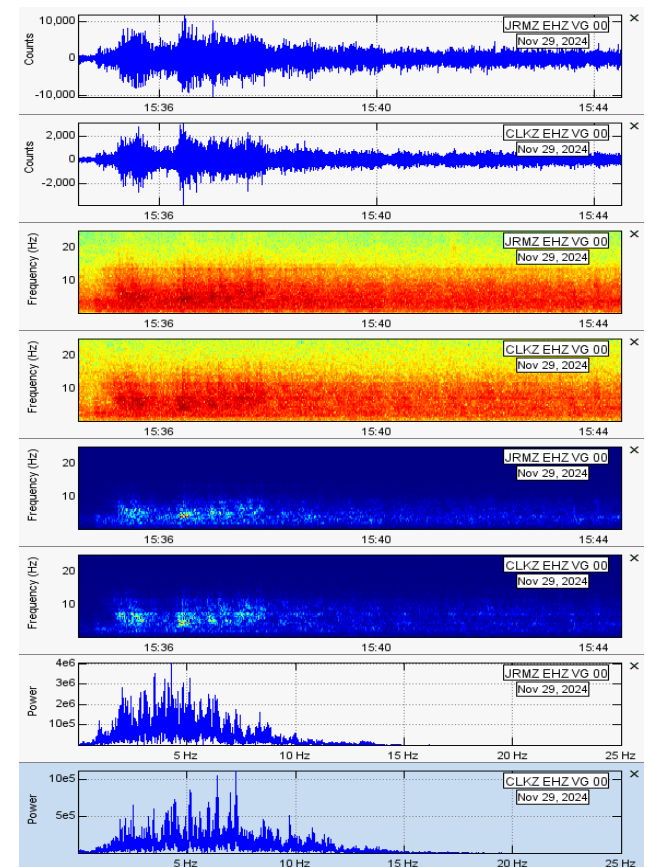 10,000
JRMZ EHZ VG 00
×
Nov 29, 2024
Counts
0
-10,000
15:36
15:40
15:44
2,000
CLKZ EHZ VG 00
×
Nov 29, 2024
Counts
0
-2,000
15:36
15:40
15:44
JRMZ EHZ VG 00
×
Nov 29, 2024
Frequency (Hz)
20
10
15:36
15:40
15:44
CLKZ EHZ VG 00
×
Nov 29, 2024
Frequency (Hz)
20
10
15:36
15:40
15:44
JRMZ EHZ VG 00
×
Nov 29, 2024
Frequency (Hz)
20
10
15:36
15:40
15:44
CLKZ EHZ VG 00
×
Nov 29, 2024
Frequency (Hz)
20
10
15:36
15:40
15:44
4e6
JRMZ EHZ VG 00
×
Nov 29, 2024
Power
3e6
2e6
10e5
5 Hz
10 Hz
15 Hz
20 Hz
25 Hz
10e5
CLKZ EHZ VG 00
×
Nov 29, 2024
Power
5e5
5 Hz
10 Hz
15 Hz
20 Hz
25 Hz